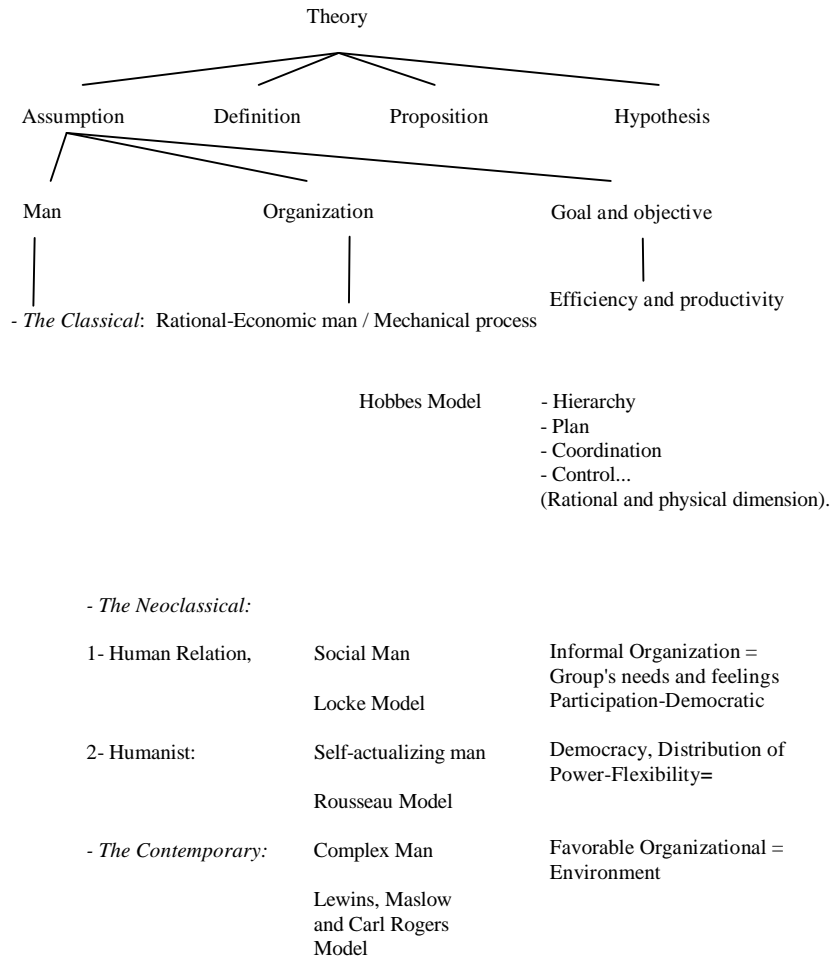 Theory
Assumption Definition Proposition Hypothesis
Man Organization Goal and objective
Efficiency and productivity
- The Classical: Rational-Economic man / Mechanical process
Hobbes Model - Hierarchy
- Plan
- Coordination
- Control...
(Rational and physical dimension).
- The Neoclassical:
1- Human Relation, Social Man Informal Organization =
Group's needs and feelings
Locke Model Participation-Democratic
2- Humanist: Self-actualizing man Democracy, Distribution of
Power-Flexibility=
Rousseau Model
- The Contemporary: Complex Man Favorable Organizational =
Environment
Lewins, Maslow
and Carl Rogers
Model